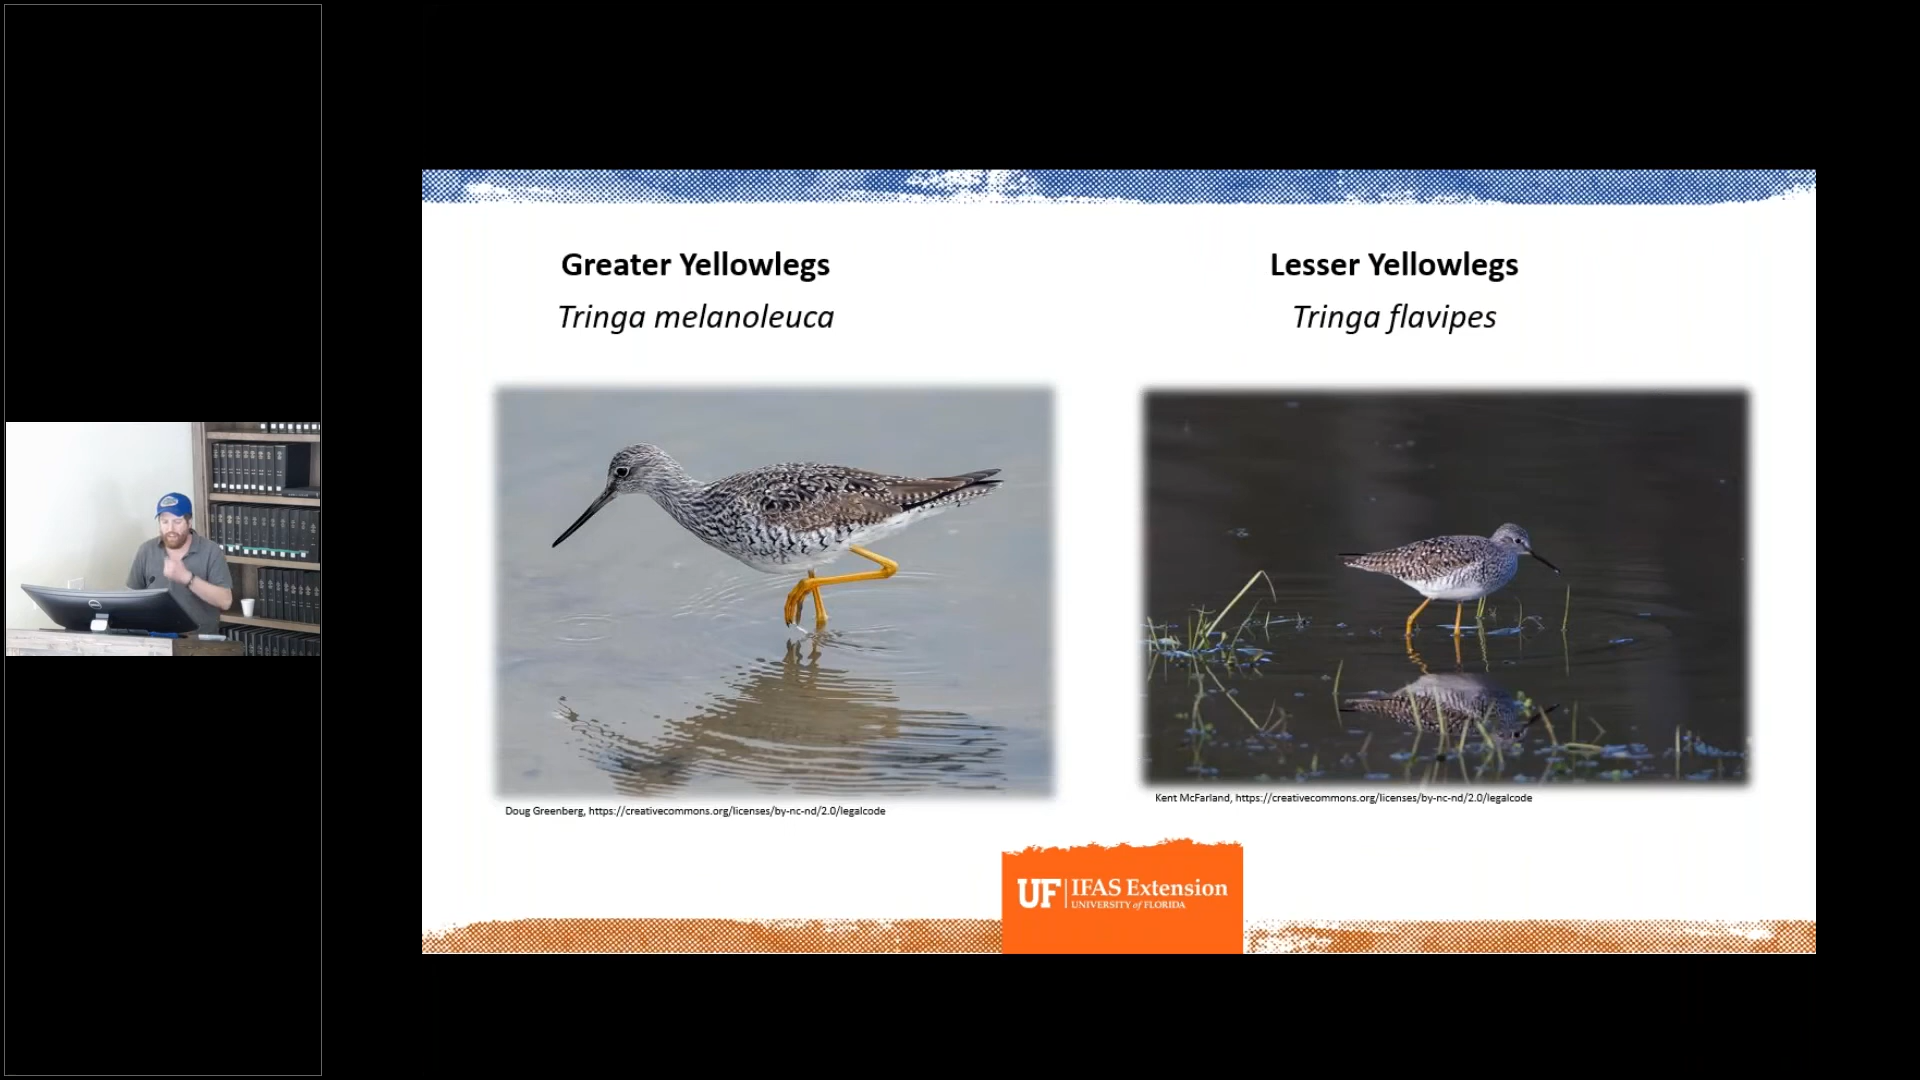 Greater Yellowlegs
Tringa melanoleuca
Lesser Yellowlegs
Tringa flavipes
Doug Greenberg, https://creativecommons.org/licenses/by-nc-nd/2.0/legalcode
Kent McFarland, https://creativecommons.org/licenses/by-nc-nd/2.0/legalcode
UF IFAS Extension
UNIVERSITY of FLORIDA